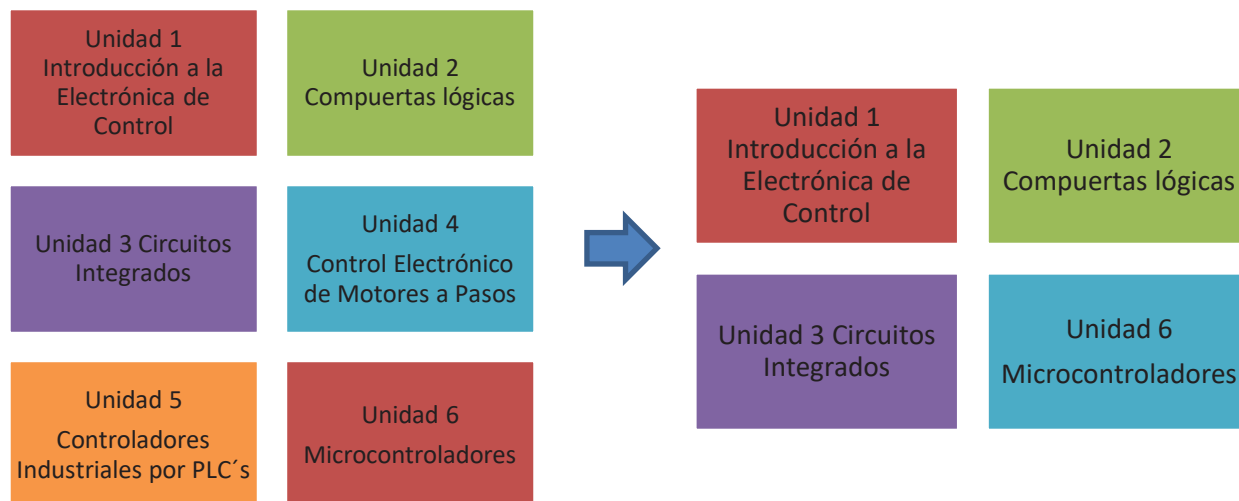 Unidad 1
Introducción a la
Electrónica de
Control
Unidad 2
Compuertas lógicas
Unidad 3 Circuitos
Integrados
Unidad 4
Control Electrónico
de Motores a Pasos
Unidad 5
Controladores
Industriales por PLC´s
Unidad 6
Microcontroladores
Unidad 1
Introducción a la
Electrónica de
Control
Unidad 2
Compuertas lógicas
Unidad 3 Circuitos
Integrados
Unidad 6
Microcontroladores